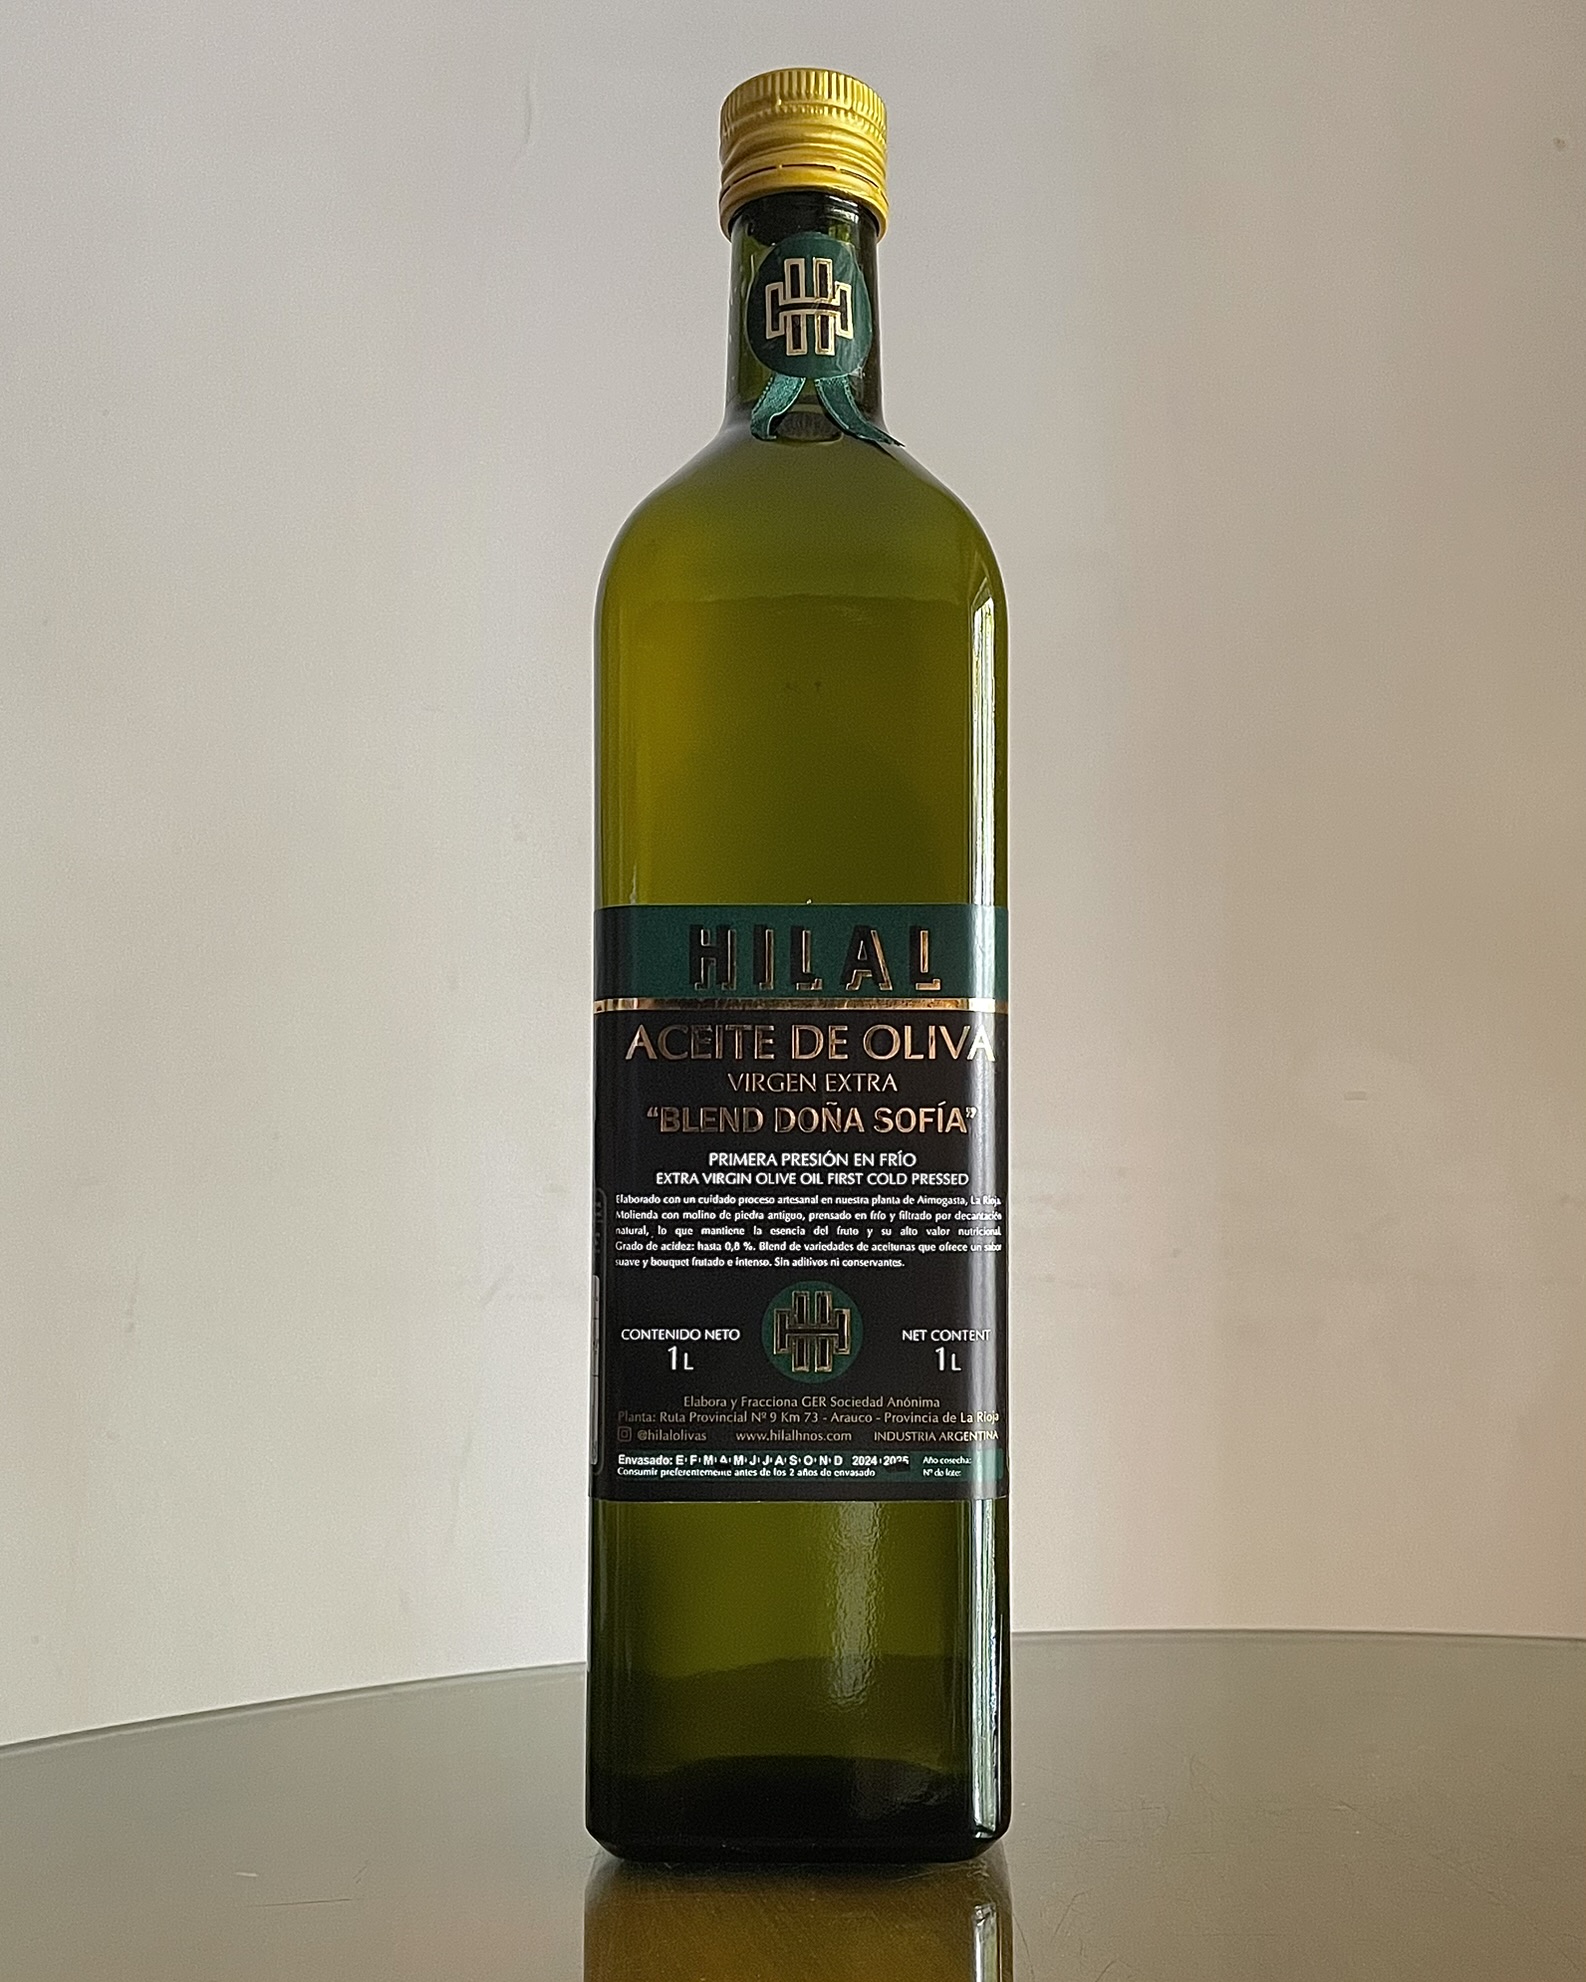 HILAL
ACEITE DE OLIVA
VIRGEN EXTRA
“BLEND DOÑA SOFÍA”
PRIMERA PRESIÓN EN FRÍO
EXTRA VIRGIN OLIVE OIL FIRST COLD PRESSED
Elaborado con un cuidado proceso artesanal en nuestra planta de Aimogasta, La Rioja.
Molienda con molino de piedra antiguo, prensado en frío y filtrado por decantación
natural, lo que mantiene la esencia del fruto y su alto valor nutricional.
Grado de acidez: hasta 0,8 %. Blend de variedades de aceitunas que ofrece un sabor
suave y bouquet frutado e intenso. Sin aditivos ni conservantes.
CONTENIDO NETO
1L
NET CONTENT
1L
Elabora y Fracciona GER Sociedad Anónima
Planta: Ruta Provincial Nº 9 Km 73 - Arauco - Provincia de La Rioja
@hilalolivas www.hilalhnos.com INDUSTRIA ARGENTINA
Envasado: E F M A M J J A S O N D 2024 2025
Consumir preferentemente antes de los 2 años de envasado
Año cosecha:
Nº de lote: